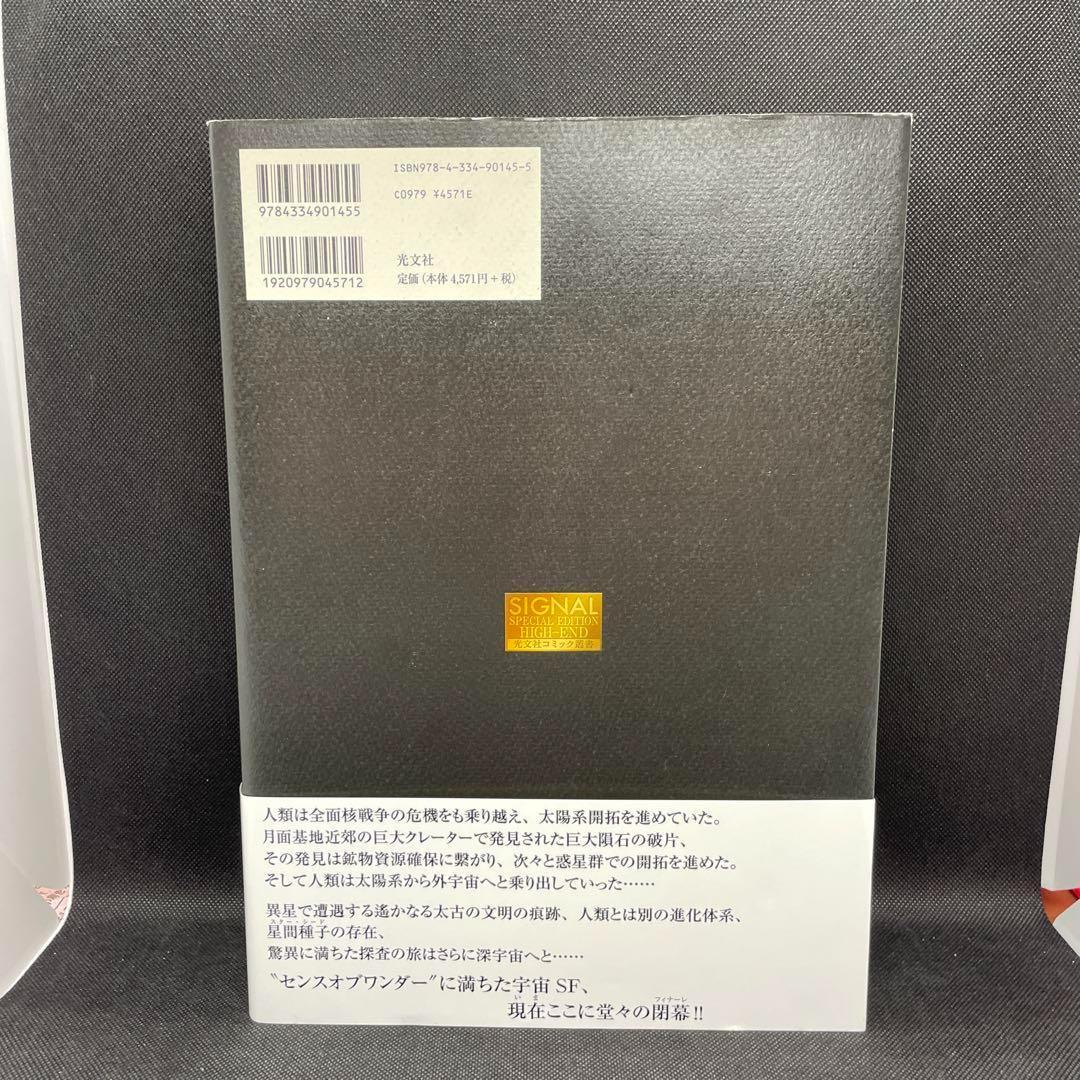 ISBN978-4-334-90145-5
C0979 ¥4571E
9784334901455
1920979045712
光文社
定価（本体4,571円＋税）
SIGNAL
SPECIAL EDITION
HIGH-END
光文社コミック叢書
人類は全面核戦争の危機をも乗り越え、太陽系開拓を進めていた。
月面基地近郊の巨大クレーターで発見された巨大隕石の破片、
その発見は鉱物資源確保に繋がり、次々と惑星群での開拓を進めた。
そして人類は太陽系から外宇宙へと乗り出していった……
異星で遭遇する遙かなる太古の文明の痕跡、人類とは別の進化体系、
スター・シード
星間種子の存在、
驚異に満ちた探査の旅はさらに深宇宙へと……
〝センスオブワンダー〟に満ちた宇宙 SF、
いま フィナーレ
現在ここに堂々の閉幕!!